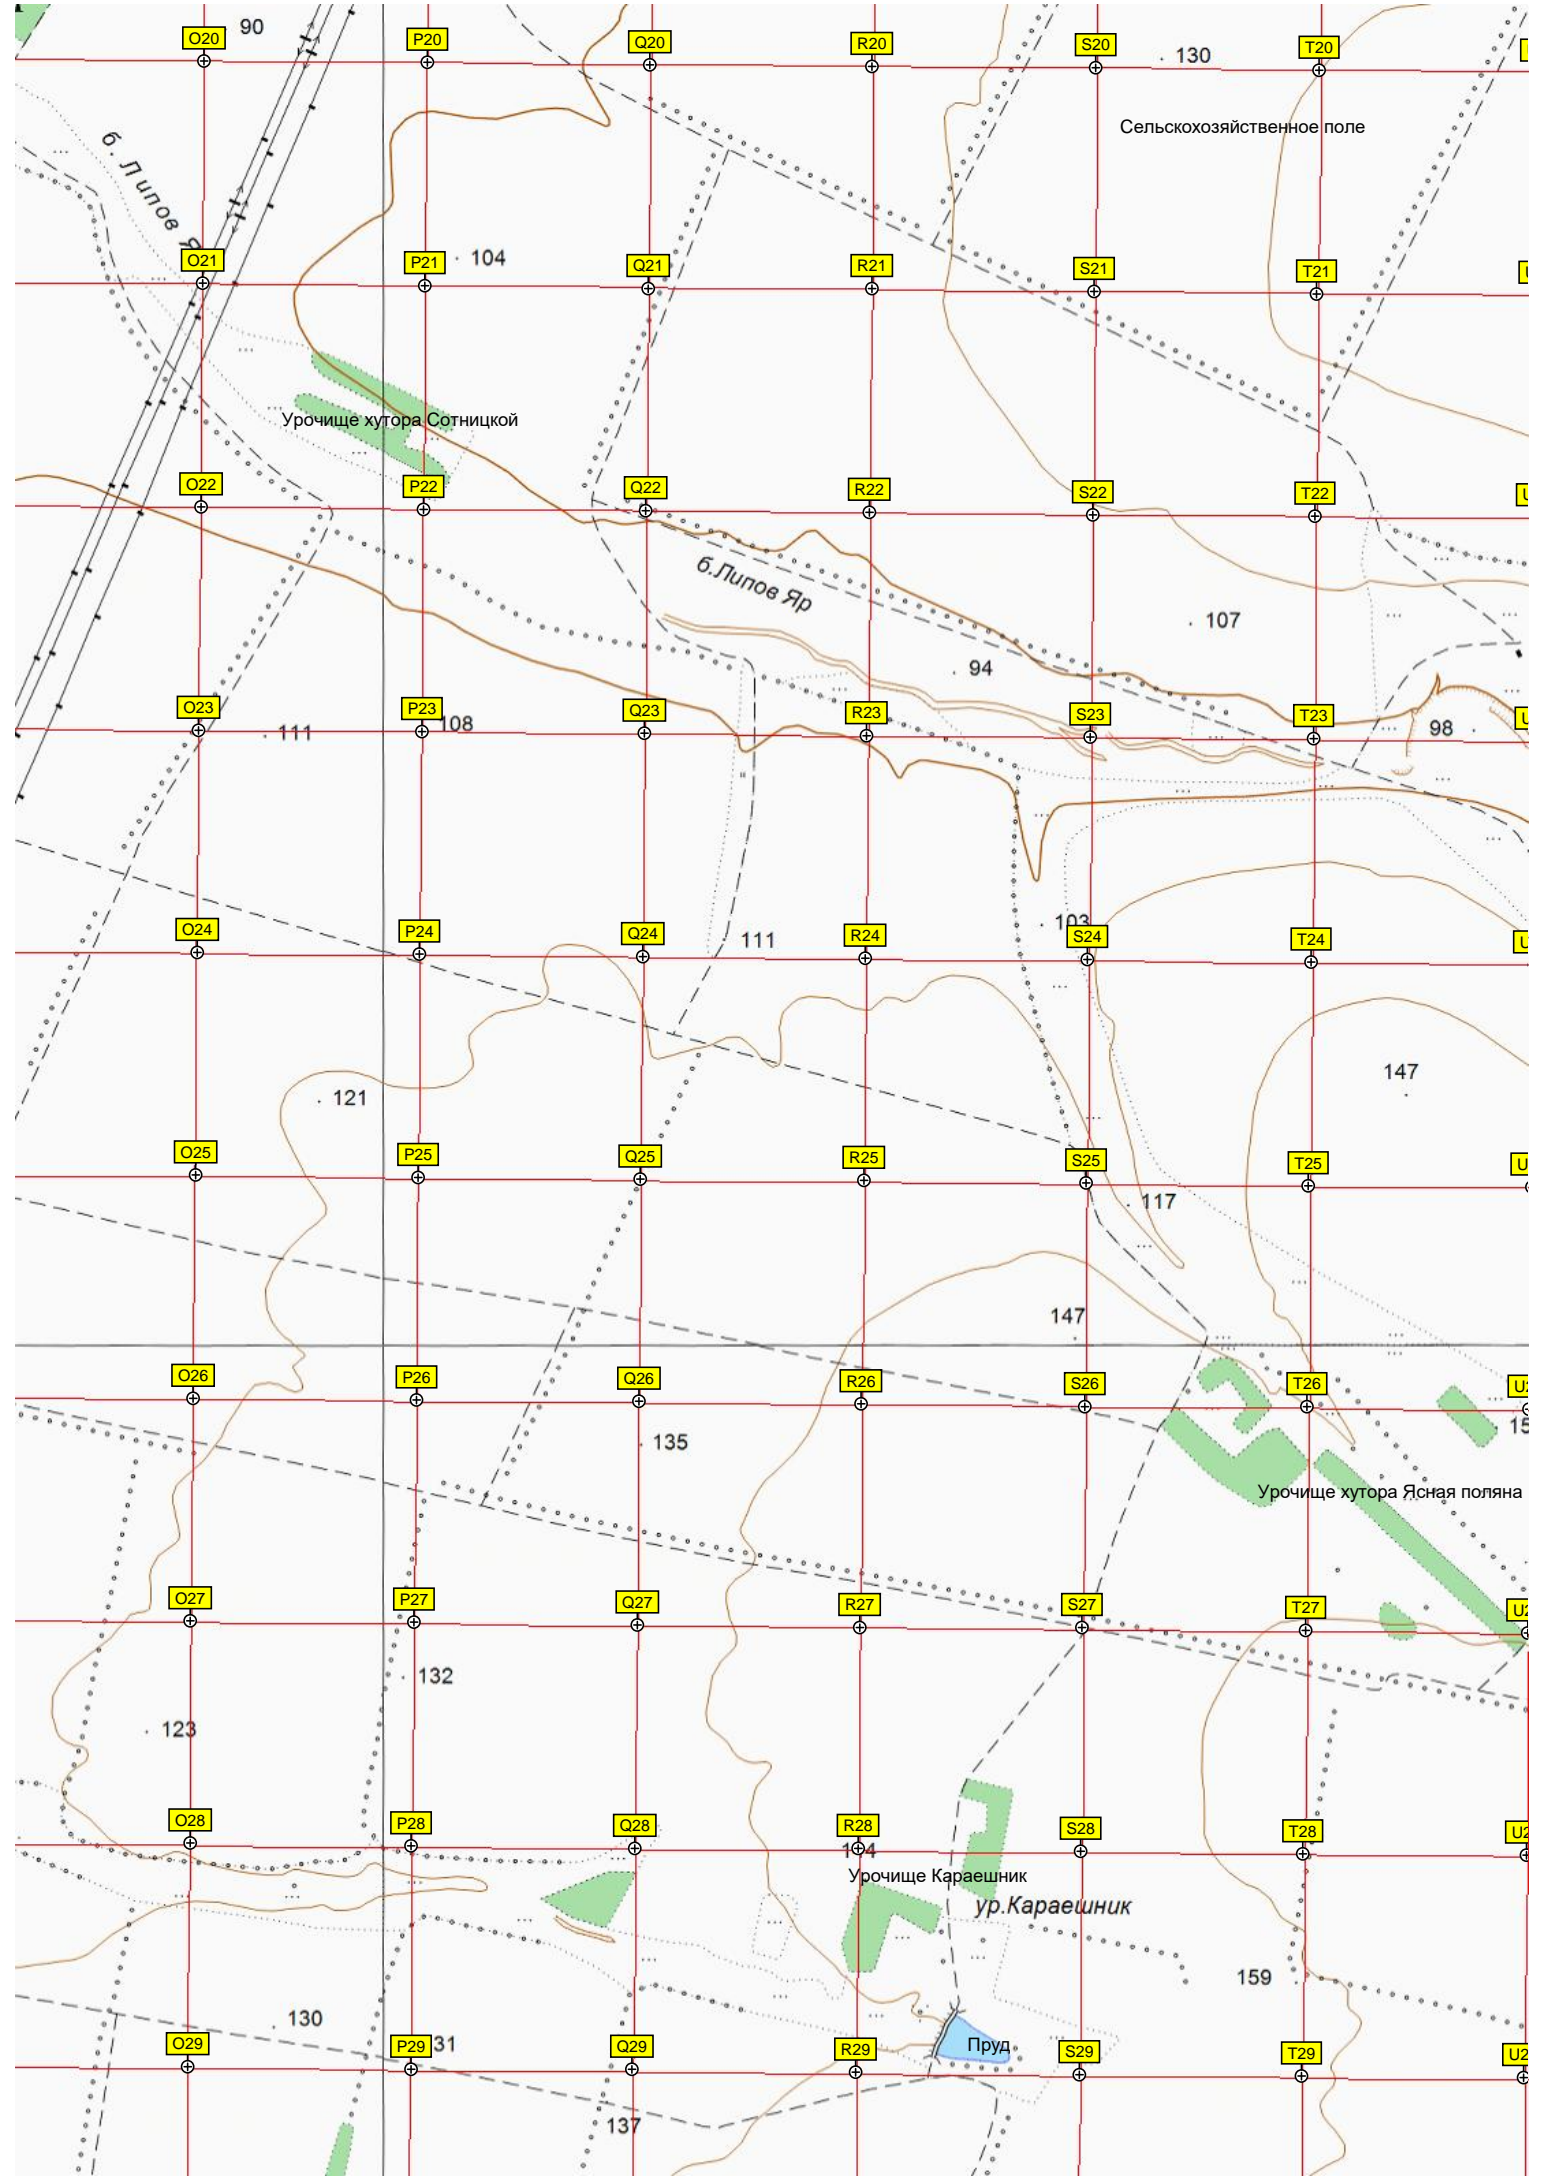 O20 90 P20 Q20 R20 S20 130 T20
Сельскохозяйственное поле
б. Липов Я
O21 P21 104 Q21 R21 S21 T21
Урочище хутора Сотницкой
O22 P22 Q22 R22 S22 T22
б.Липов Яр
107
94
O23 111 P23 108 Q23 R23 S23 T23 98
103
O24 P24 Q24 111 R24 S24 T24
147
121
O25 P25 Q25 R25 S25 T25
117
147
O26 P26 Q26 R26 S26 T26
135
Урочище хутора Ясная поляна
O27 P27 Q27 R27 S27 T27
132
123
O28 P28 Q28 R28 S28 T28
Урочище Караешник
ур.Караешник
159
130
O29 P29 31 Q29 R29 Пруд S29 T29
137